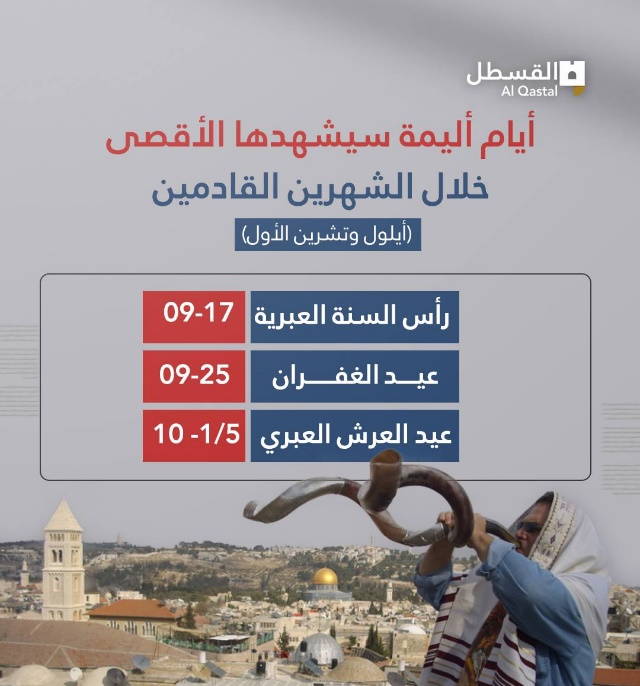 القسطل
Al Qastal
أيام أليمة سيشهدها الأقصى
خلال الشهرين القادمين
(أيلول وتشرين الأول)
رأس السنة العبرية 09-17
عيـد الغفـــران 09-25
عيد العرش العبري 10 -1/5